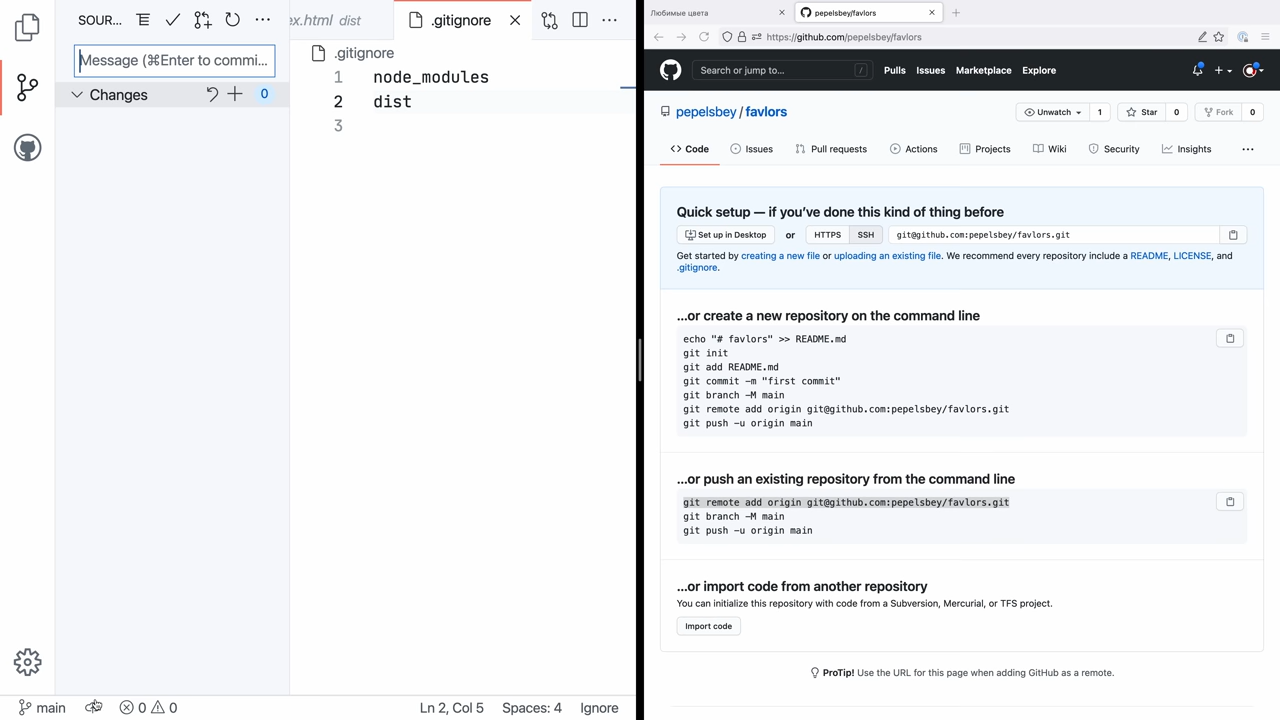 SOUR...
Message (⌘Enter to commi...
Changes
0
ex.html dist
.gitignore
.gitignore
1 node_modules
2 dist
3
main
0 0
Ln 2, Col 5
Spaces: 4
Ignore
Любимые цвета
pepelsbey/favlors
https://github.com/pepelsbey/favlors
Search or jump to...
/
Pulls
Issues
Marketplace
Explore
pepelsbey / favlors
Unwatch 1
Star 0
Fork 0
Code
Issues
Pull requests
Actions
Projects
Wiki
Security
Insights
Quick setup — if you’ve done this kind of thing before
Set up in Desktop or HTTPS SSH git@github.com:pepelsbey/favlors.git
Get started by creating a new file or uploading an existing file. We recommend every repository include a README, LICENSE, and
.gitignore.
...or create a new repository on the command line
echo "# favlors" >> README.md
git init
git add README.md
git commit -m "first commit"
git branch -M main
git remote add origin git@github.com:pepelsbey/favlors.git
git push -u origin main
...or push an existing repository from the command line
git remote add origin git@github.com:pepelsbey/favlors.git
git branch -M main
git push -u origin main
...or import code from another repository
You can initialize this repository with code from a Subversion, Mercurial, or TFS project.
Import code
ProTip! Use the URL for this page when adding GitHub as a remote.